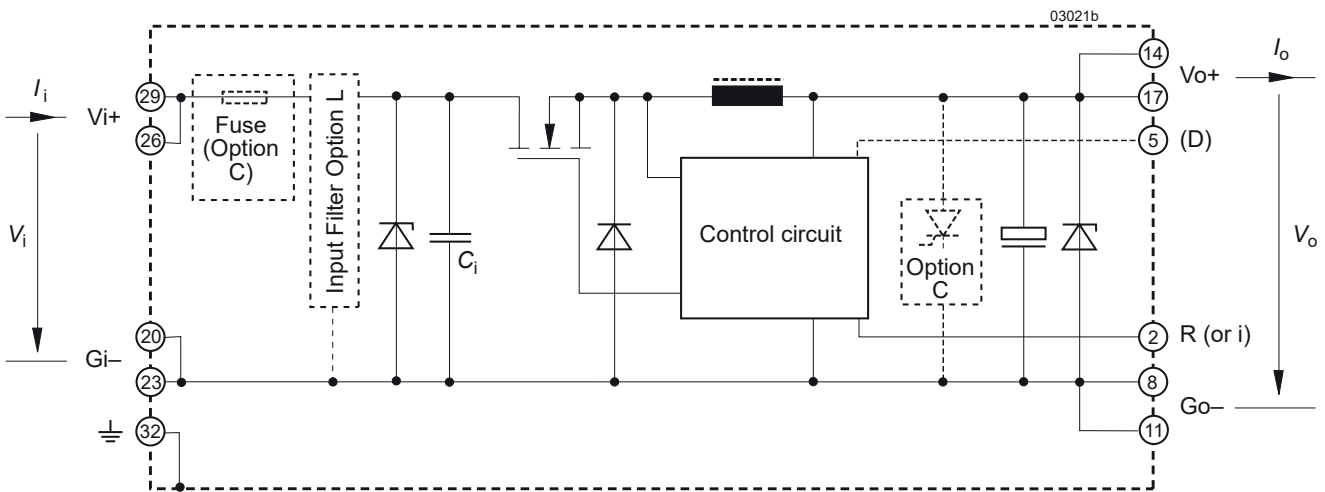 03021b
14
Ii
Io
Vo+
29
17
Vi+
Fuse
(Option
C)
26
5
(D)
Input Filter Option L
Vi
Ci
Control circuit
Option
C
Vo
20
2
R (or i)
Gi–
23
8
Go–
32
11